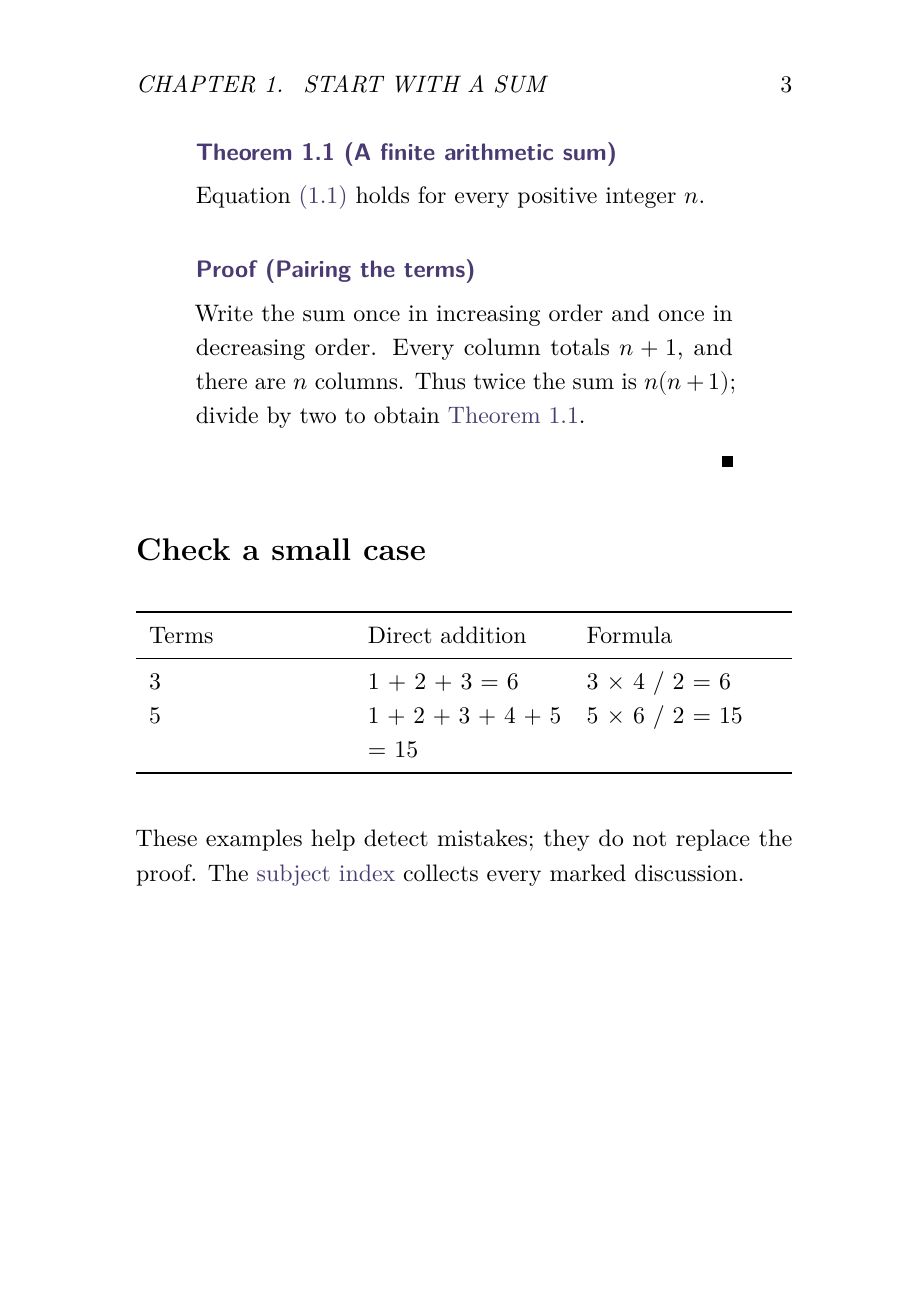 CHAPTER 1. START WITH A SUM 3
Theorem 1.1 (A finite arithmetic sum)
Equation (1.1) holds for every positive integer n.
Proof (Pairing the terms)
Write the sum once in increasing order and once in
decreasing order. Every column totals n + 1, and
there are n columns. Thus twice the sum is n(n + 1);
divide by two to obtain Theorem 1.1.
Check a small case
Terms Direct addition Formula
3 1 + 2 + 3 = 6 3 × 4 / 2 = 6
5 1 + 2 + 3 + 4 + 5 5 × 6 / 2 = 15
= 15
These examples help detect mistakes; they do not replace the
proof. The subject index collects every marked discussion.